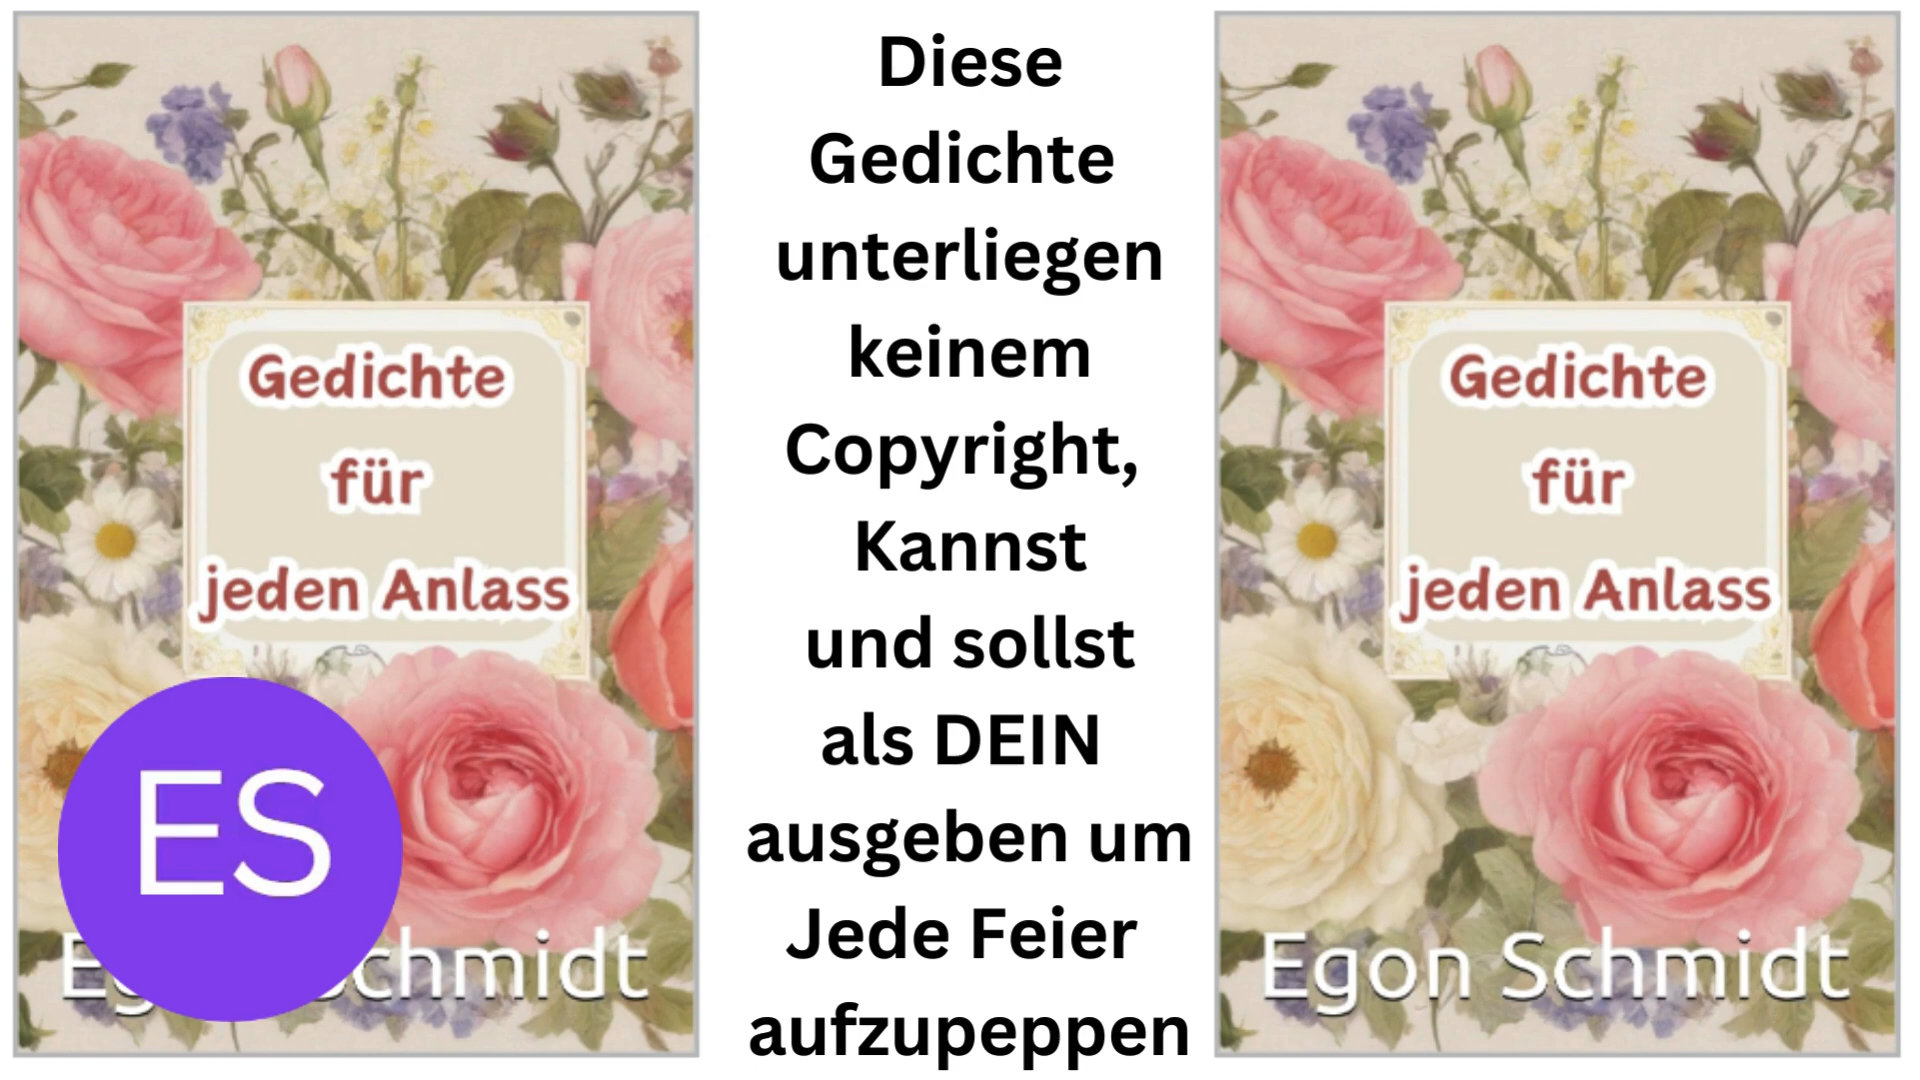 Gedichte
für
jeden Anlass
ES
Schmidt
Diese
Gedichte
unterliegen
keinem
Copyright,
Kannst
und sollst
als DEIN
ausgeben um
Jede Feier
aufzupeppen
Gedichte
für
jeden Anlass
Egon Schmidt